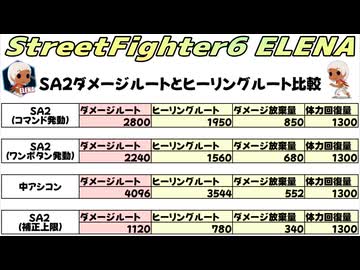 StreetFighter6 ELENA
SA2ダメージルートとヒーリングルート比較
SA2 ダメージルート ヒーリングルート ダメージ放棄量 体力回復量
(コマンド発動) 2800 1950 850 1300
SA2 ダメージルート ヒーリングルート ダメージ放棄量 体力回復量
(ワンボタン発動) 2240 1560 680 1300
中アシコン ダメージルート ヒーリングルート ダメージ放棄量 体力回復量
4096 3544 552 1300
SA2 ダメージルート ヒーリングルート ダメージ放棄量 体力回復量
(補正上限) 1120 780 340 1300